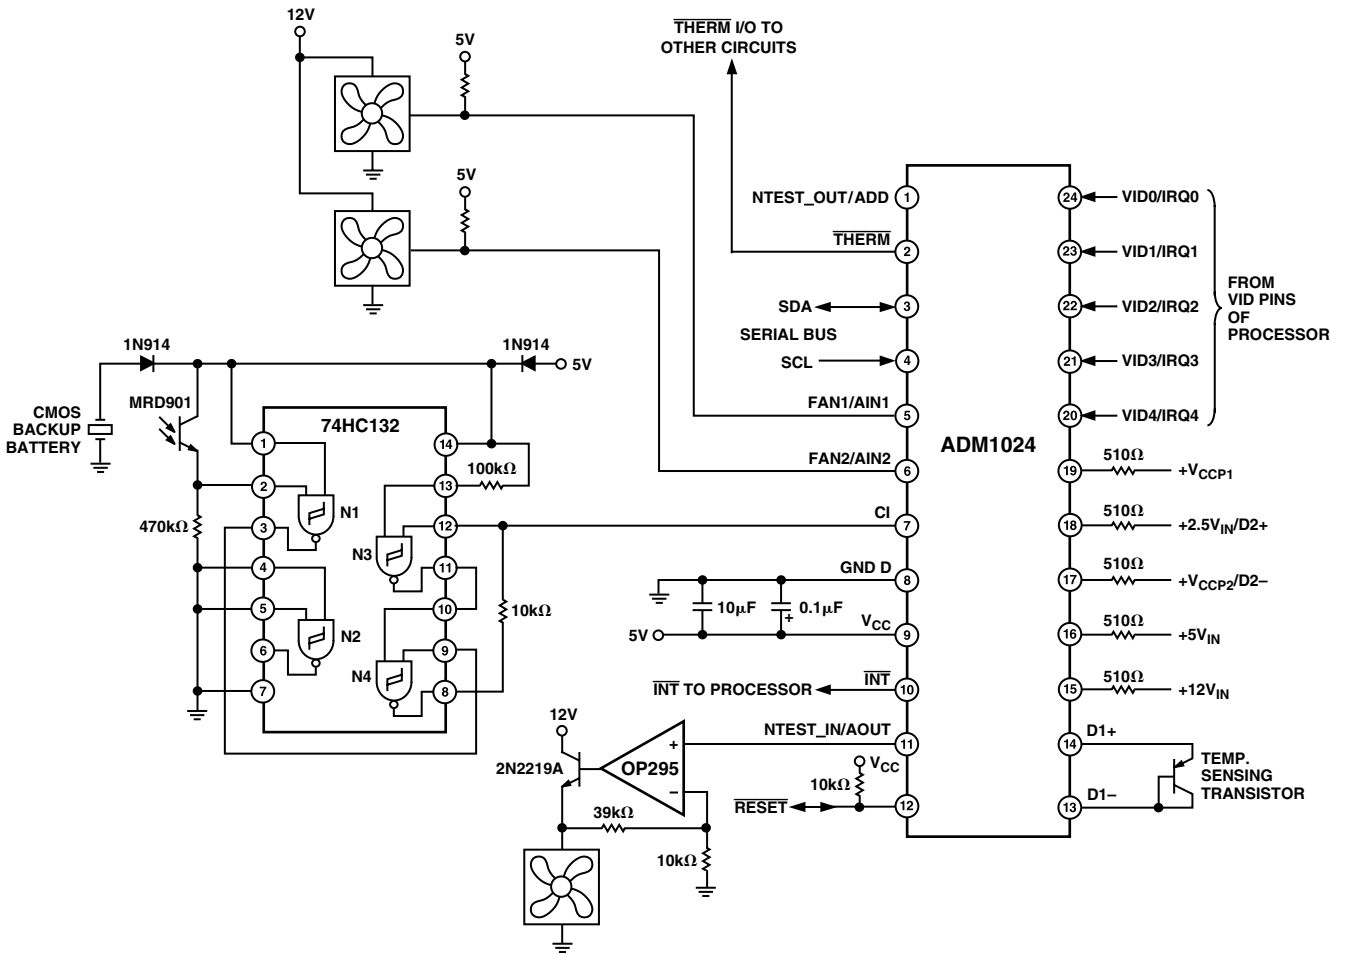 12V
5V
THERM I/O TO
OTHER CIRCUITS
5V
NTEST_OUT/ADD
1
THERM
2
SDA
3
SERIAL BUS
SCL
4
FAN1/AIN1
5
FAN2/AIN2
6
CI
7
GND D
8
10μF
0.1μF
+
5V
VCC
9
INT TO PROCESSOR
INT
10
NTEST_IN/AOUT
11
VCC
10kΩ
RESET
12
ADM1024
24
VID0/IRQ0
23
VID1/IRQ1
22
VID2/IRQ2
21
VID3/IRQ3
20
VID4/IRQ4
FROM
VID PINS
OF
PROCESSOR
19
510Ω
+VCCP1
18
510Ω
+2.5VIN/D2+
17
510Ω
+VCCP2/D2–
16
510Ω
+5VIN
15
510Ω
+12VIN
14
D1+
13
D1–
TEMP.
SENSING
TRANSISTOR
1N914
1N914
5V
CMOS
BACKUP
BATTERY
MRD901
470kΩ
74HC132
1
2
3
4
5
6
7
N1
N2
14
13
12
11
10
9
8
N3
N4
100kΩ
10kΩ
12V
2N2219A
OP295
+
–
39kΩ
10kΩ